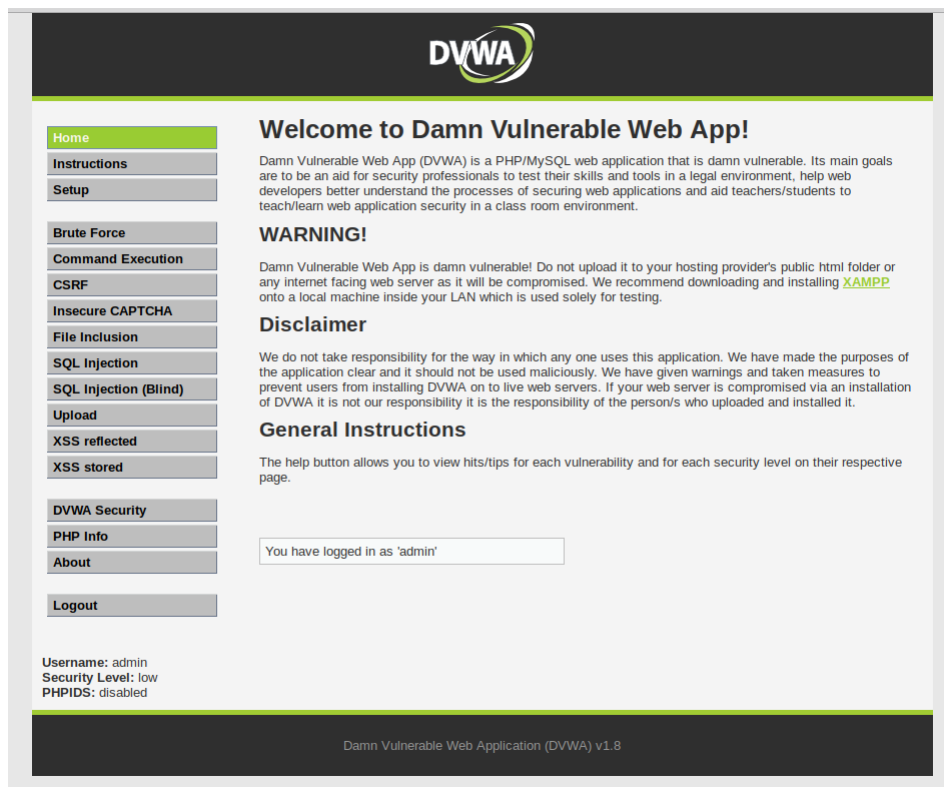 DVWA
Home
Instructions
Setup
Brute Force
Command Execution
CSRF
Insecure CAPTCHA
File Inclusion
SQL Injection
SQL Injection (Blind)
Upload
XSS reflected
XSS stored
DVWA Security
PHP Info
About
Logout
Welcome to Damn Vulnerable Web App!
Damn Vulnerable Web App (DVWA) is a PHP/MySQL web application that is damn vulnerable. Its main goals
are to be an aid for security professionals to test their skills and tools in a legal environment, help web
developers better understand the processes of securing web applications and aid teachers/students to
teach/learn web application security in a class room environment.
WARNING!
Damn Vulnerable Web App is damn vulnerable! Do not upload it to your hosting provider's public html folder or
any internet facing web server as it will be compromised. We recommend downloading and installing XAMPP
onto a local machine inside your LAN which is used solely for testing.
Disclaimer
We do not take responsibility for the way in which any one uses this application. We have made the purposes of
the application clear and it should not be used maliciously. We have given warnings and taken measures to
prevent users from installing DVWA on to live web servers. If your web server is compromised via an installation
of DVWA it is not our responsibility it is the responsibility of the person/s who uploaded and installed it.
General Instructions
The help button allows you to view hits/tips for each vulnerability and for each security level on their respective
page.
You have logged in as 'admin'
Username: admin
Security Level: low
PHPIDS: disabled
Damn Vulnerable Web Application (DVWA) v1.8